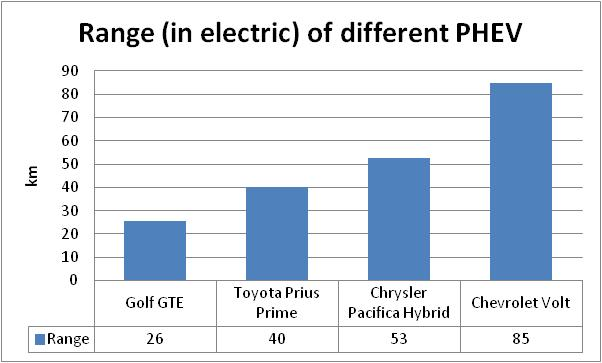 Range (in electric) of different PHEV
90
80
70
60
50
40
30
20
10
0
km
Golf GTE
Toyota Prius
Prime
Chrysler
Pacifica Hybrid
Chevrolet Volt
Range 26 40 53 85